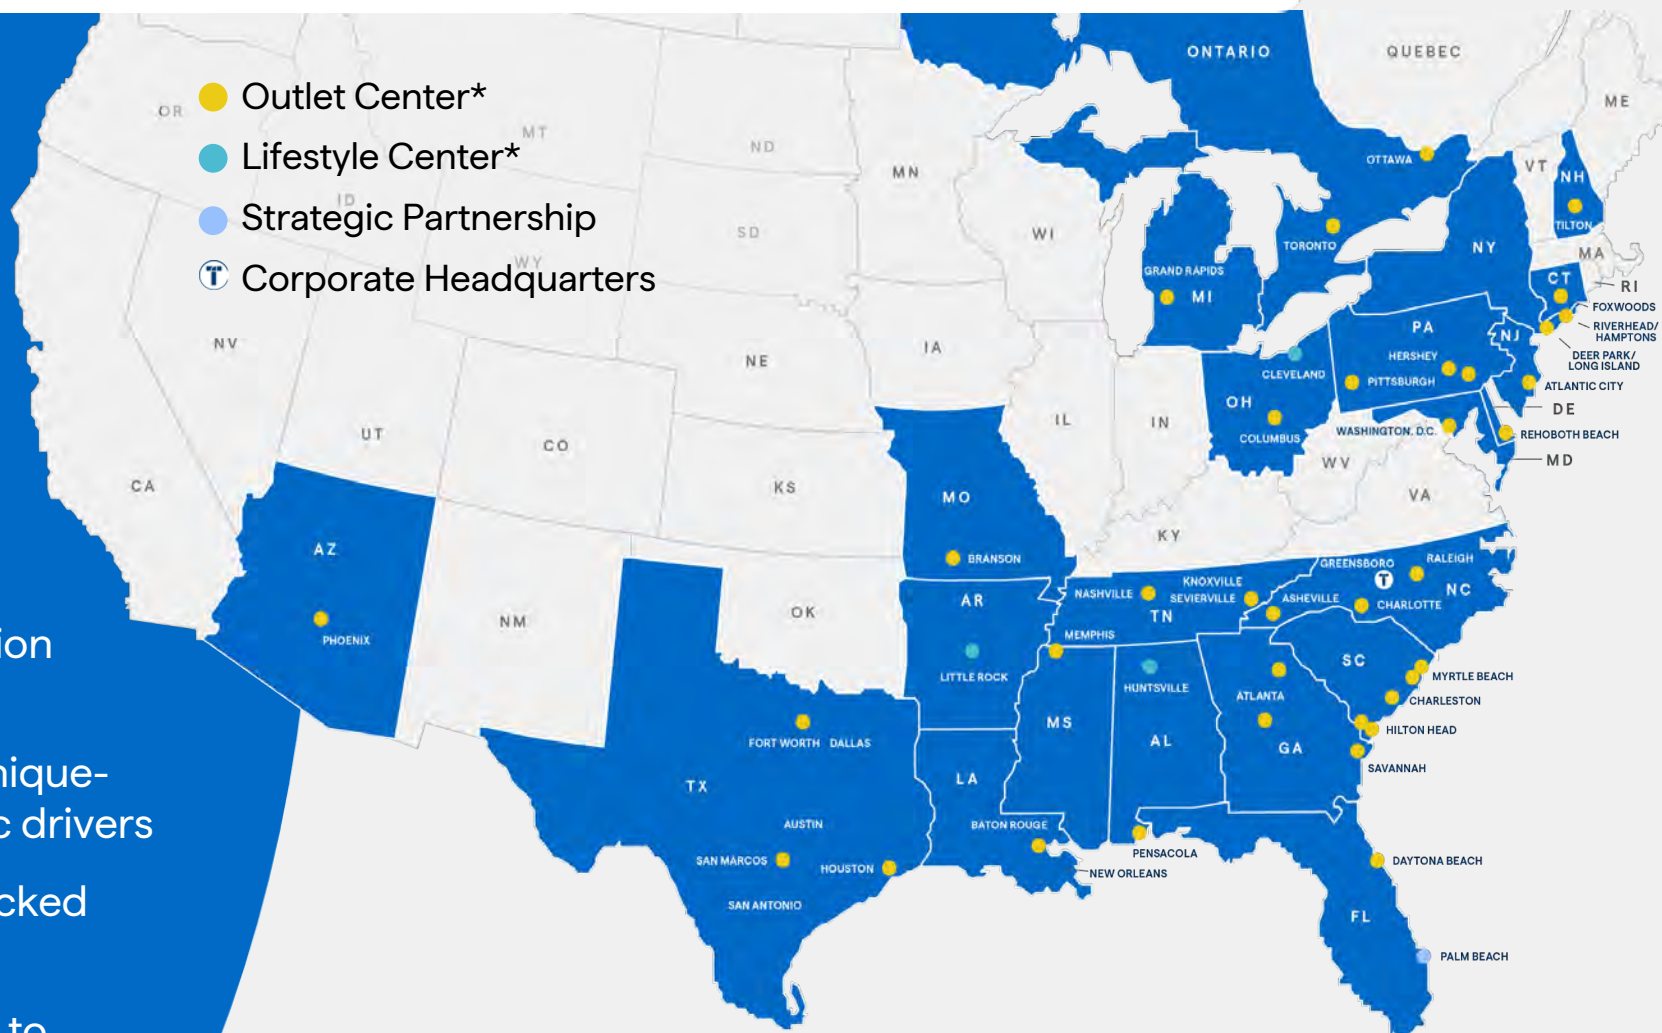 Outlet Center*
Lifestyle Center*
Strategic Partnership
T Corporate Headquarters
ion
nique-
c drivers
cked
to
ONTARIO
QUEBEC
OR
MT
ND
MN
ME
OTTAWA
VT
NH
TILTON
ID
SD
WI
TORONTO
NY
MA
WY
GRAND RAPIDS
MI
CT
RI
FOXWOODS
RIVERHEAD/
HAMPTONS
NV
NE
IA
PA
NJ
HERSHEY
DEER PARK/
LONG ISLAND
CLEVELAND
PITTSBURGH
ATLANTIC CITY
UT
CO
IL
IN
OH
COLUMBUS
WASHINGTON, D.C.
DE
REHOBOTH BEACH
MD
CA
KS
MO
WV
VA
KY
AZ
BRANSON
GREENSBORO
RALEIGH
T
NC
PHOENIX
NM
OK
AR
NASHVILLE
KNOXVILLE
SEVIERVILLE
TN
ASHEVILLE
CHARLOTTE
MEMPHIS
LITTLE ROCK
HUNTSVILLE
SC
MYRTLE BEACH
ATLANTA
CHARLESTON
MS
HILTON HEAD
FORT WORTH DALLAS
AL
GA
SAVANNAH
TX
LA
AUSTIN
BATON ROUGE
SAN MARCOS
HOUSTON
PENSACOLA
NEW ORLEANS
DAYTONA BEACH
SAN ANTONIO
FL
PALM BEACH